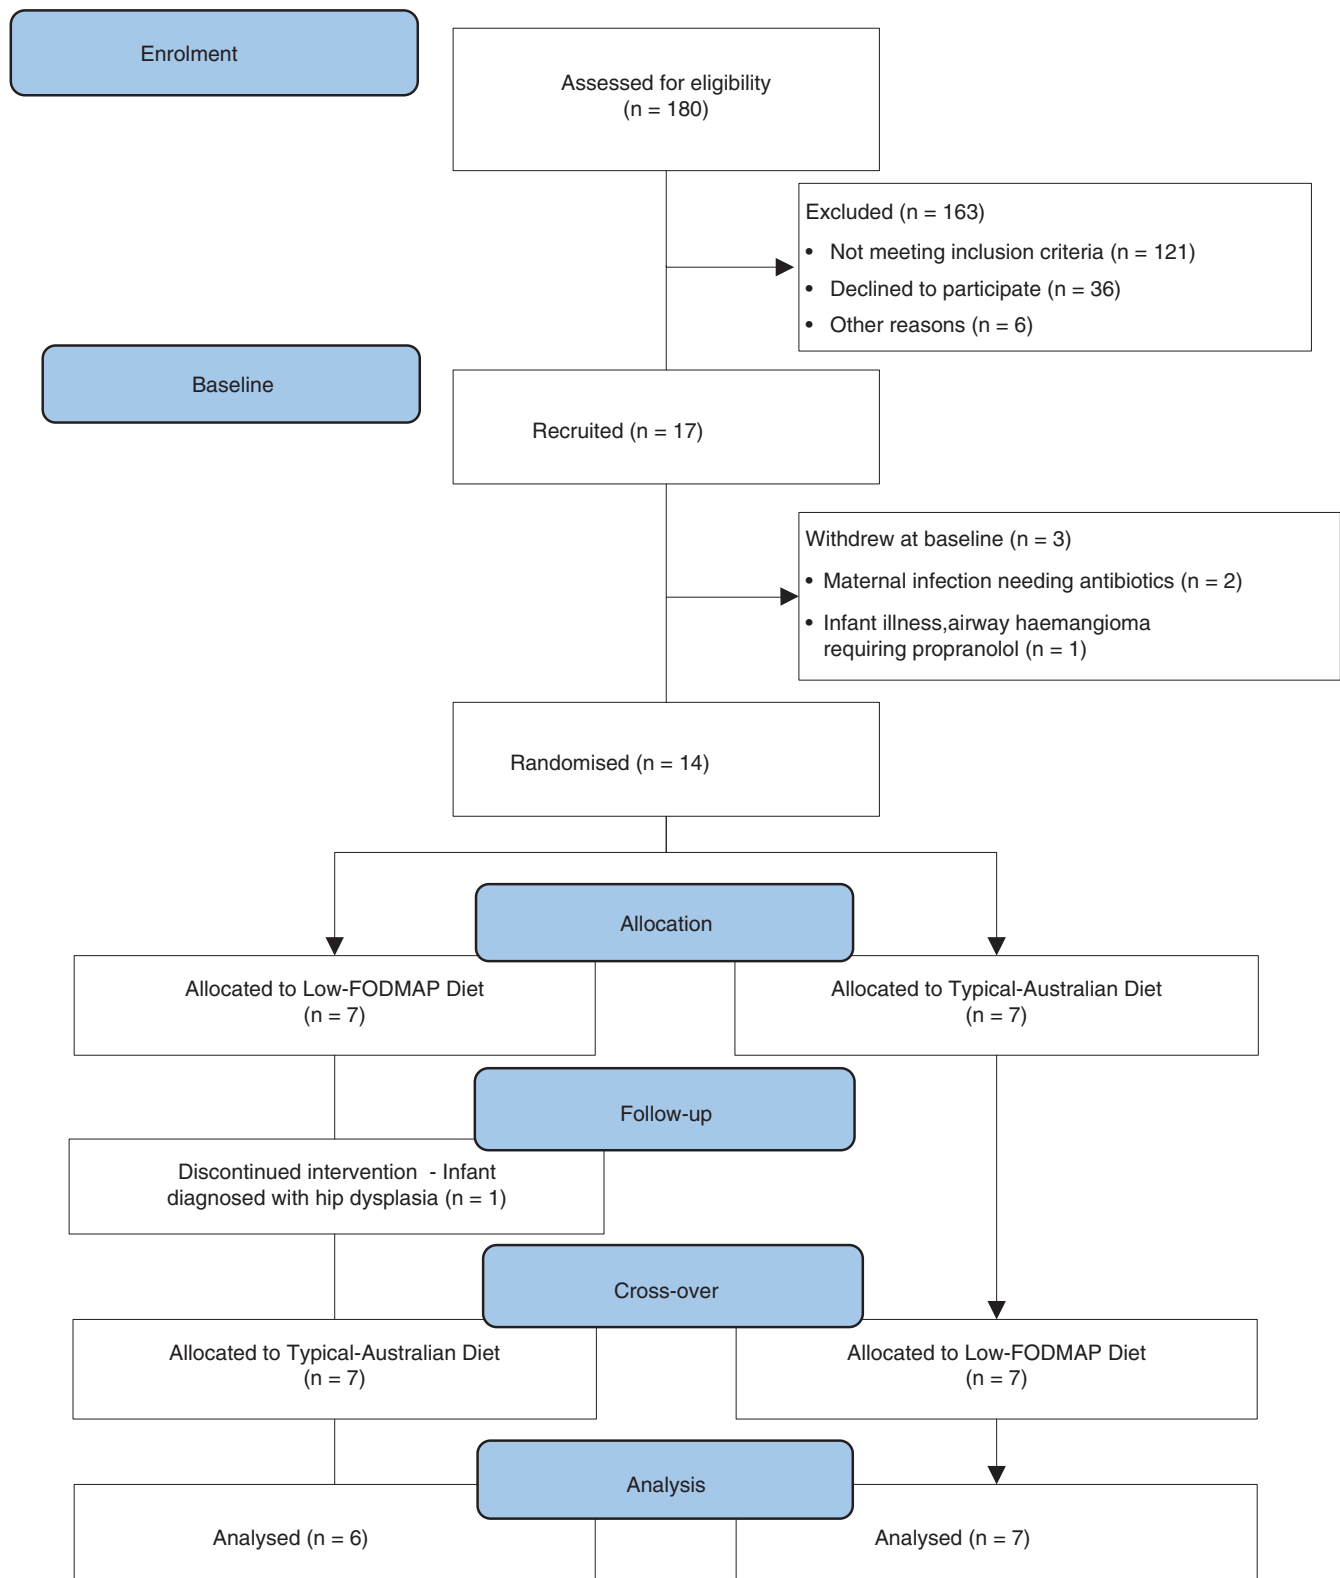 Enrolment
Assessed for eligibility
(n = 180)
Excluded (n = 163)
• Not meeting inclusion criteria (n = 121)
• Declined to participate (n = 36)
• Other reasons (n = 6)
Baseline
Recruited (n = 17)
Withdrew at baseline (n = 3)
• Maternal infection needing antibiotics (n = 2)
• Infant illness,airway haemangioma
requiring propranolol (n = 1)
Randomised (n = 14)
Allocation
Allocated to Low-FODMAP Diet
(n = 7)
Allocated to Typical-Australian Diet
(n = 7)
Follow-up
Discontinued intervention - Infant
diagnosed with hip dysplasia (n = 1)
Cross-over
Allocated to Typical-Australian Diet
(n = 7)
Allocated to Low-FODMAP Diet
(n = 7)
Analysis
Analysed (n = 6)
Analysed (n = 7)